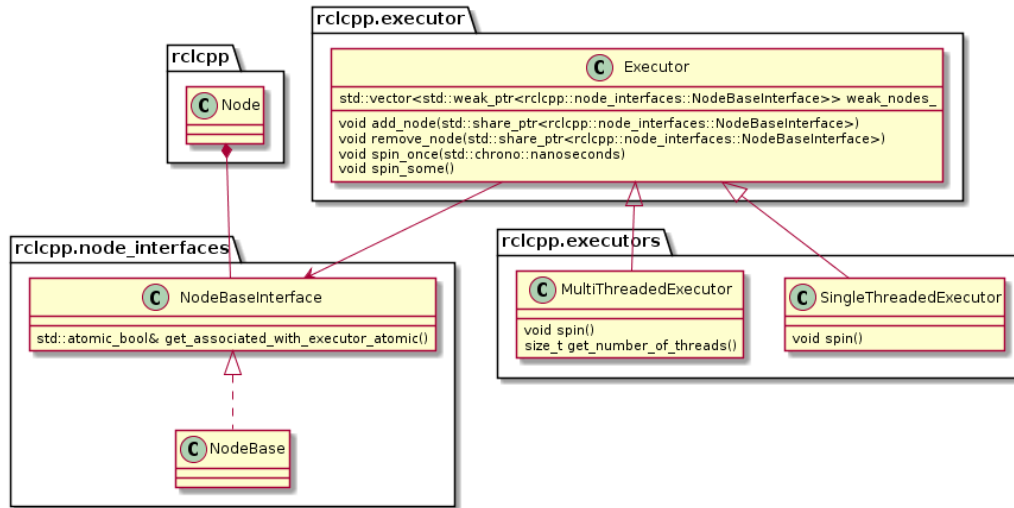 rclcpp.executor
C Executor
std::vector<std::weak_ptr<rclcpp::node_interfaces::NodeBaseInterface>> weak_nodes_
void add_node(std::share_ptr<rclcpp::node_interfaces::NodeBaseInterface>)
void remove_node(std::share_ptr<rclcpp::node_interfaces::NodeBaseInterface>)
void spin_once(std::chrono::nanoseconds)
void spin_some()
rclcpp
C Node
rclcpp.node_interfaces
C NodeBaseInterface
std::atomic_bool& get_associated_with_executor_atomic()
C NodeBase
rclcpp.executors
C MultiThreadedExecutor
void spin()
size_t get_number_of_threads()
C SingleThreadedExecutor
void spin()